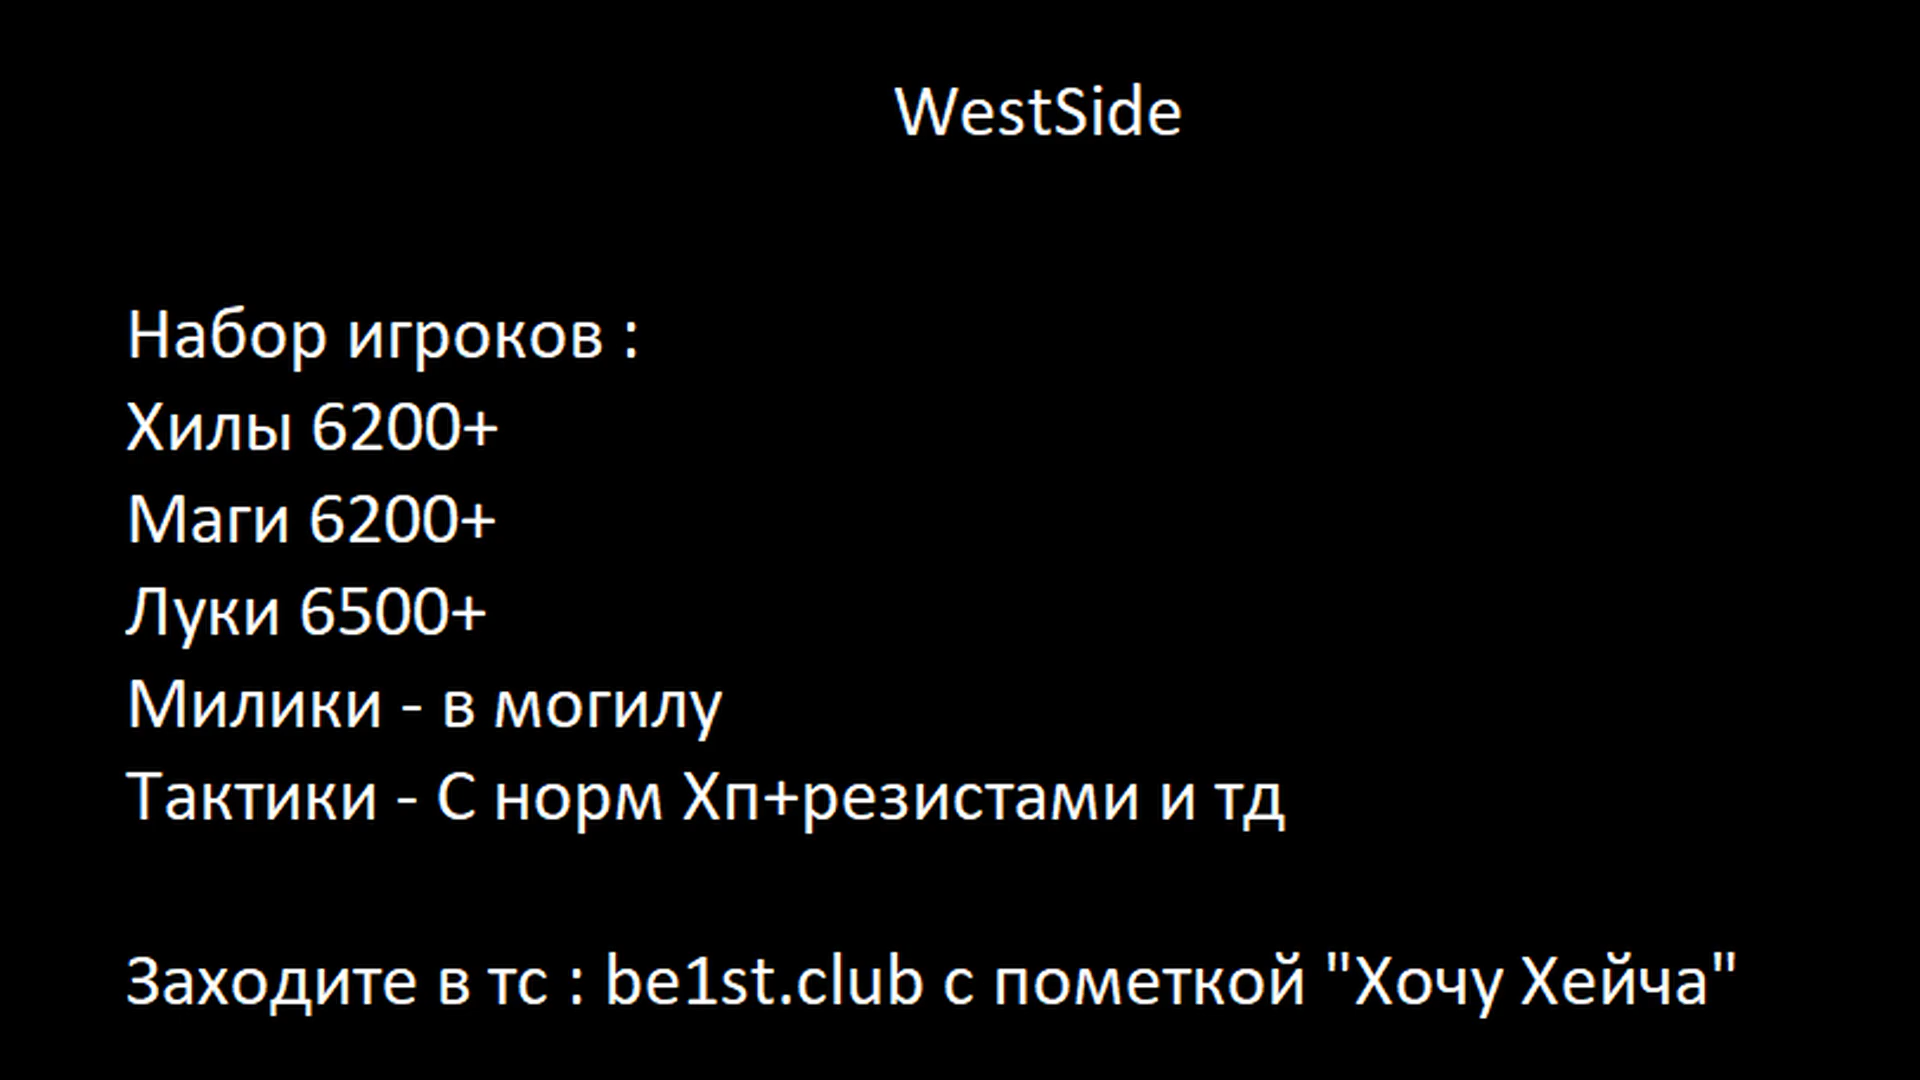 WestSide
Набор игроков :
Хилы 6200+
Маги 6200+
Луки 6500+
Милики - в могилу
Тактики - С норм Хп+резистами и тд
Заходите в тс : be1st.club с пометкой "Хочу Хейча"